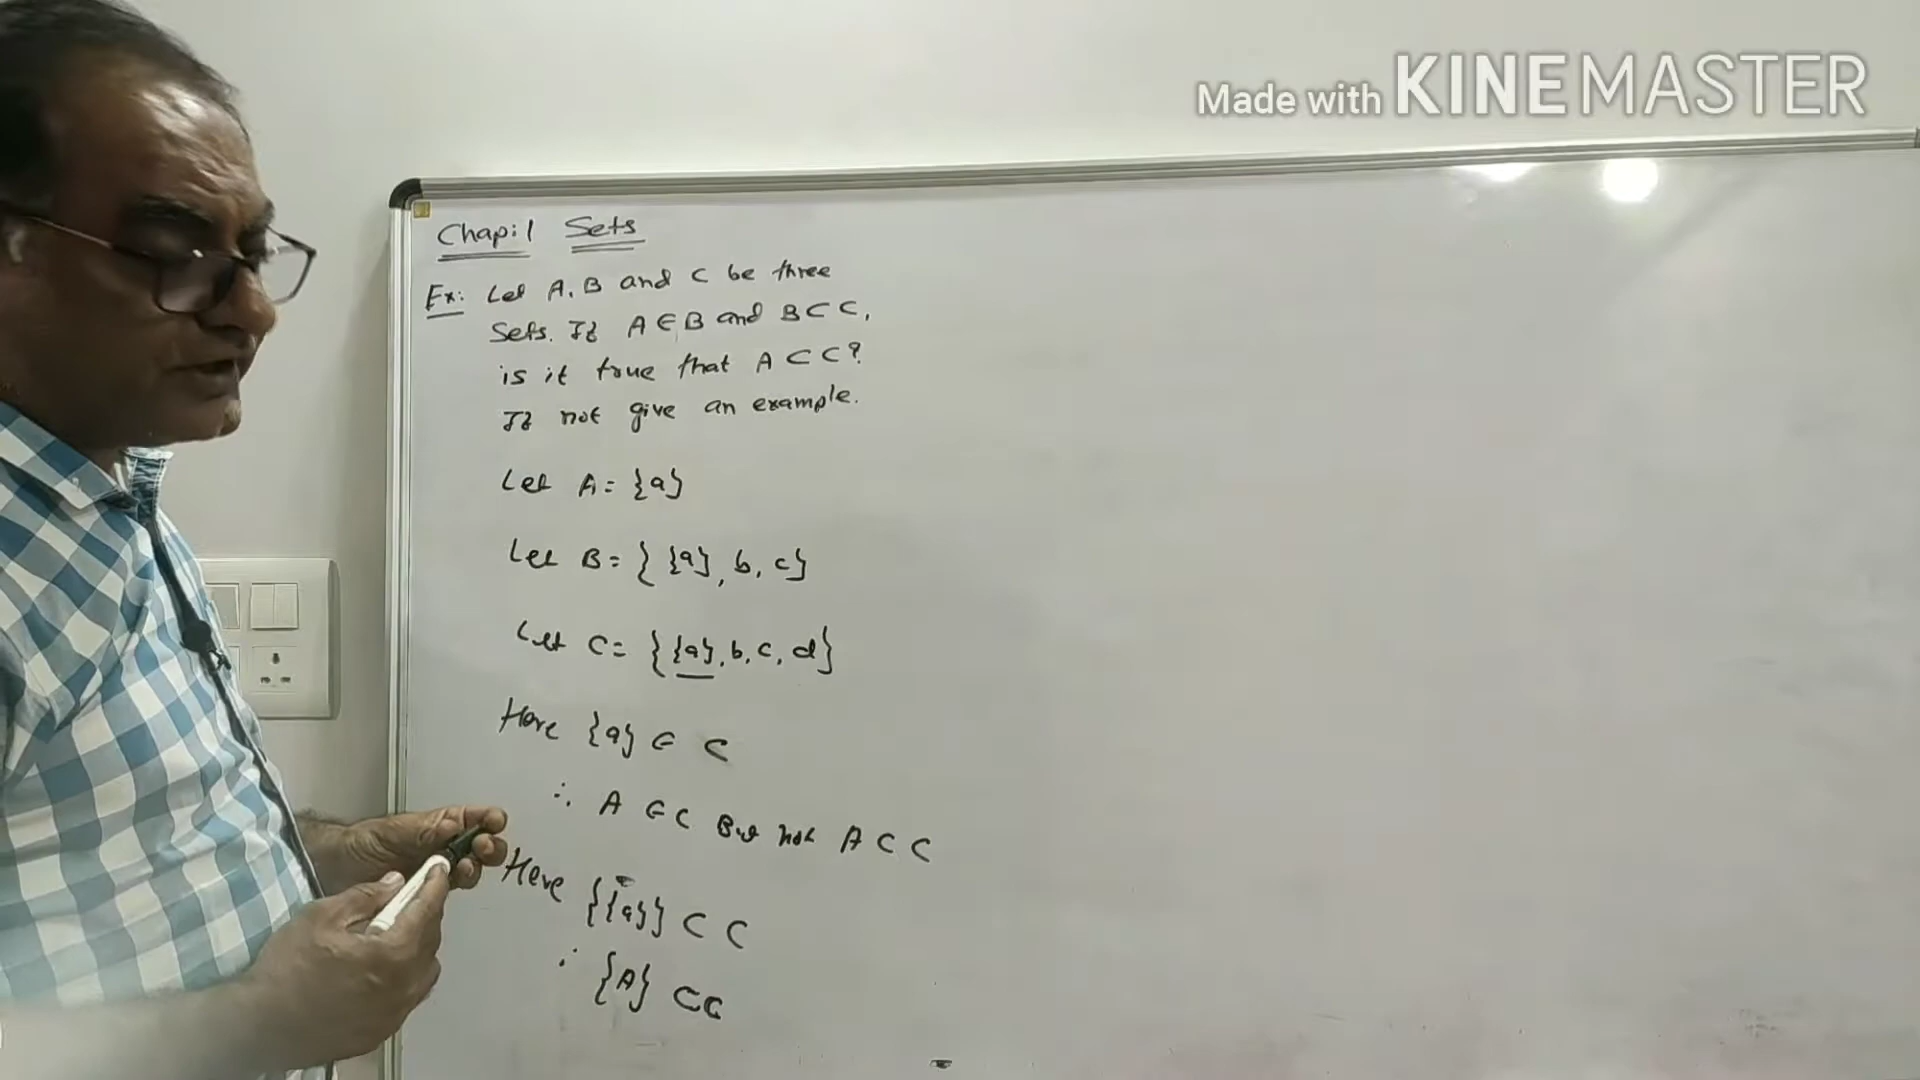 Made with KINEMASTER
Chap:1 Sets
Ex: Let A, B and C be three
Sets. If A ∈ B and B ⊂ C,
is it true that A ⊂ C?
If not give an example.
Let A = {a}
Let B = { {a}, b, c}
Let C = { {a}, b, c, d}
Here {a} ∈ C
∴ A ∈ C But not A ⊂ C
Here {{a}} ⊂ C
∴ {A} ⊂ C